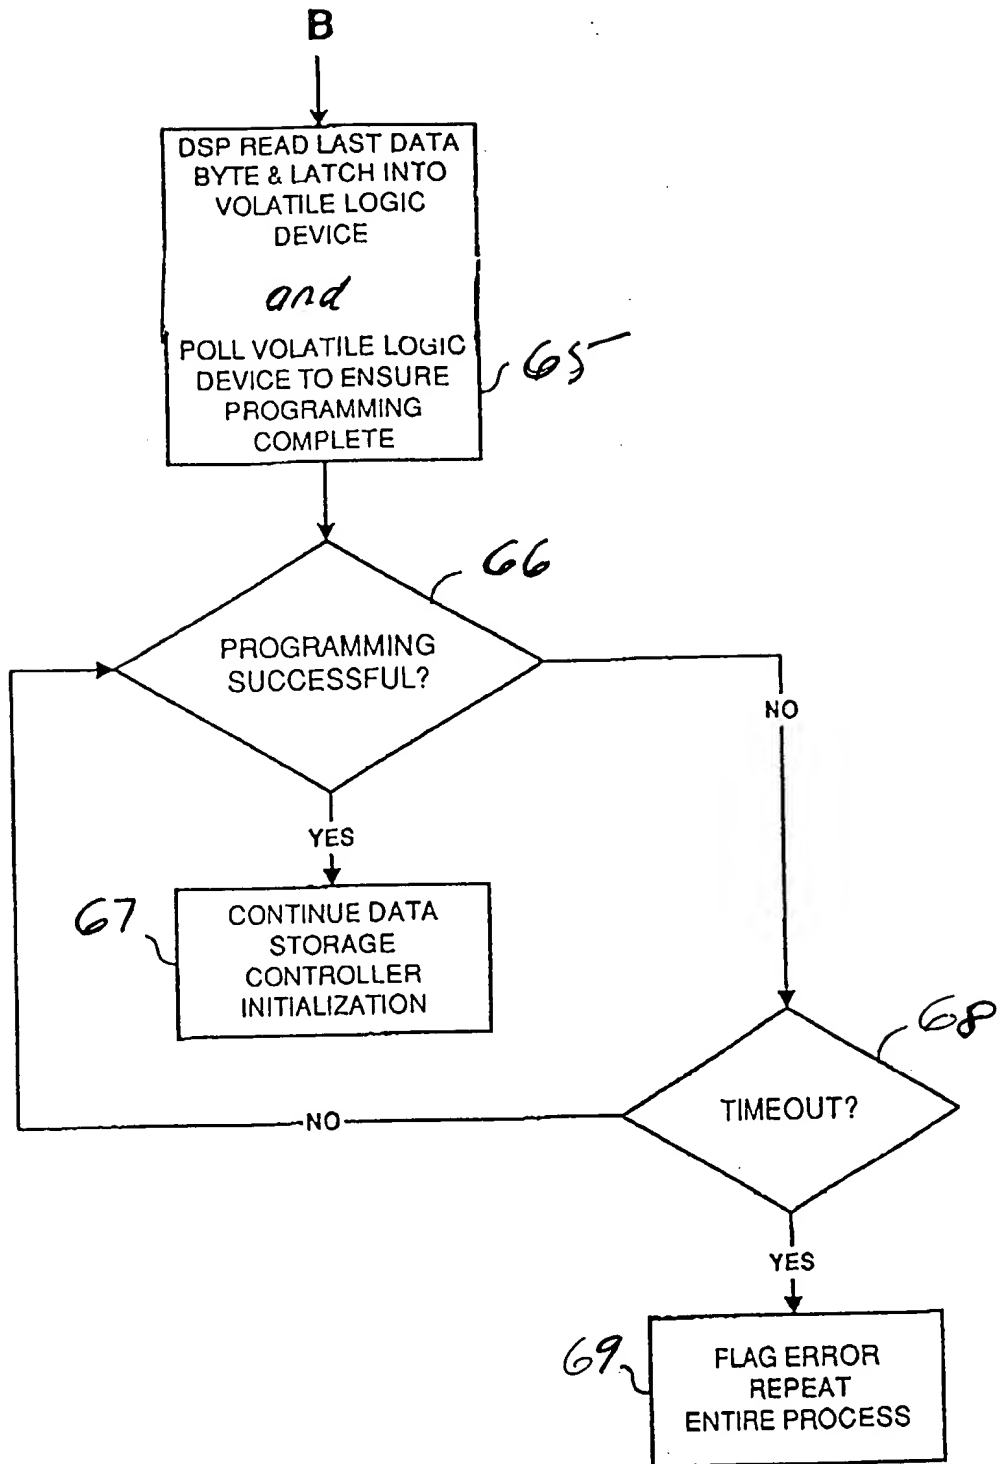 B
DSP READ LAST DATA
BYTE & LATCH INTO
VOLATILE LOGIC
DEVICE
and
POLL VOLATILE LOGIC
DEVICE TO ENSURE
PROGRAMMING
COMPLETE
65
66
PROGRAMMING
SUCCESSFUL?
NO
YES
67
CONTINUE DATA
STORAGE
CONTROLLER
INITIALIZATION
68
TIMEOUT?
NO
YES
69
FLAG ERROR
REPEAT
ENTIRE PROCESS